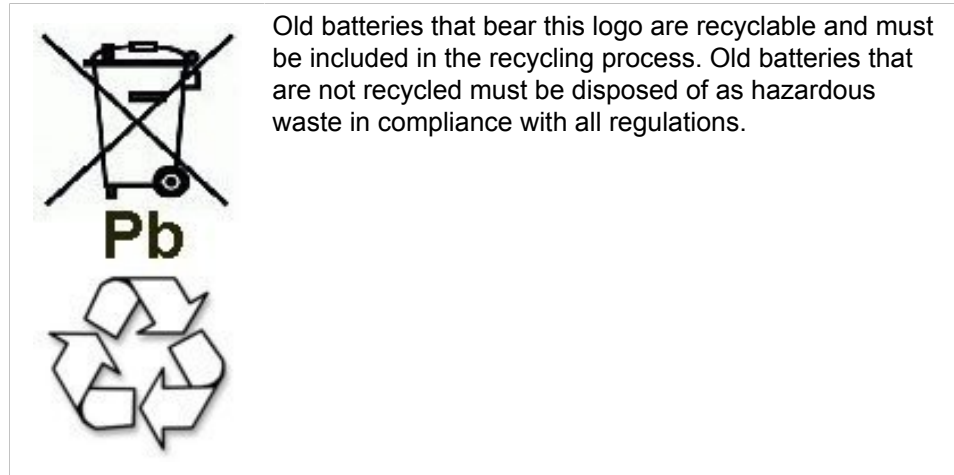 Old batteries that bear this logo are recyclable and must
be included in the recycling process. Old batteries that
are not recycled must be disposed of as hazardous
waste in compliance with all regulations.
Pb